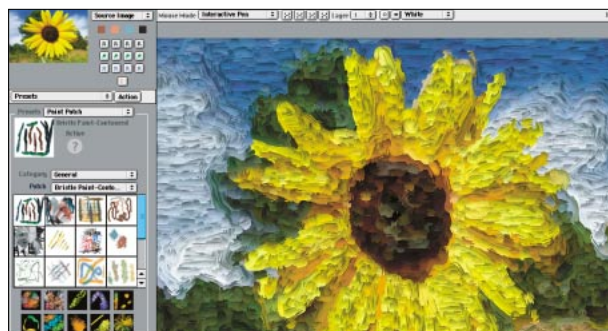 Source Image
Mouse Mode Interactive Pen Layer 1 White
Presets Action
Presets Paint Patch
Bristle Paint-Contoured
Action
?
Category General
Patch Bristle Paint-Conto...